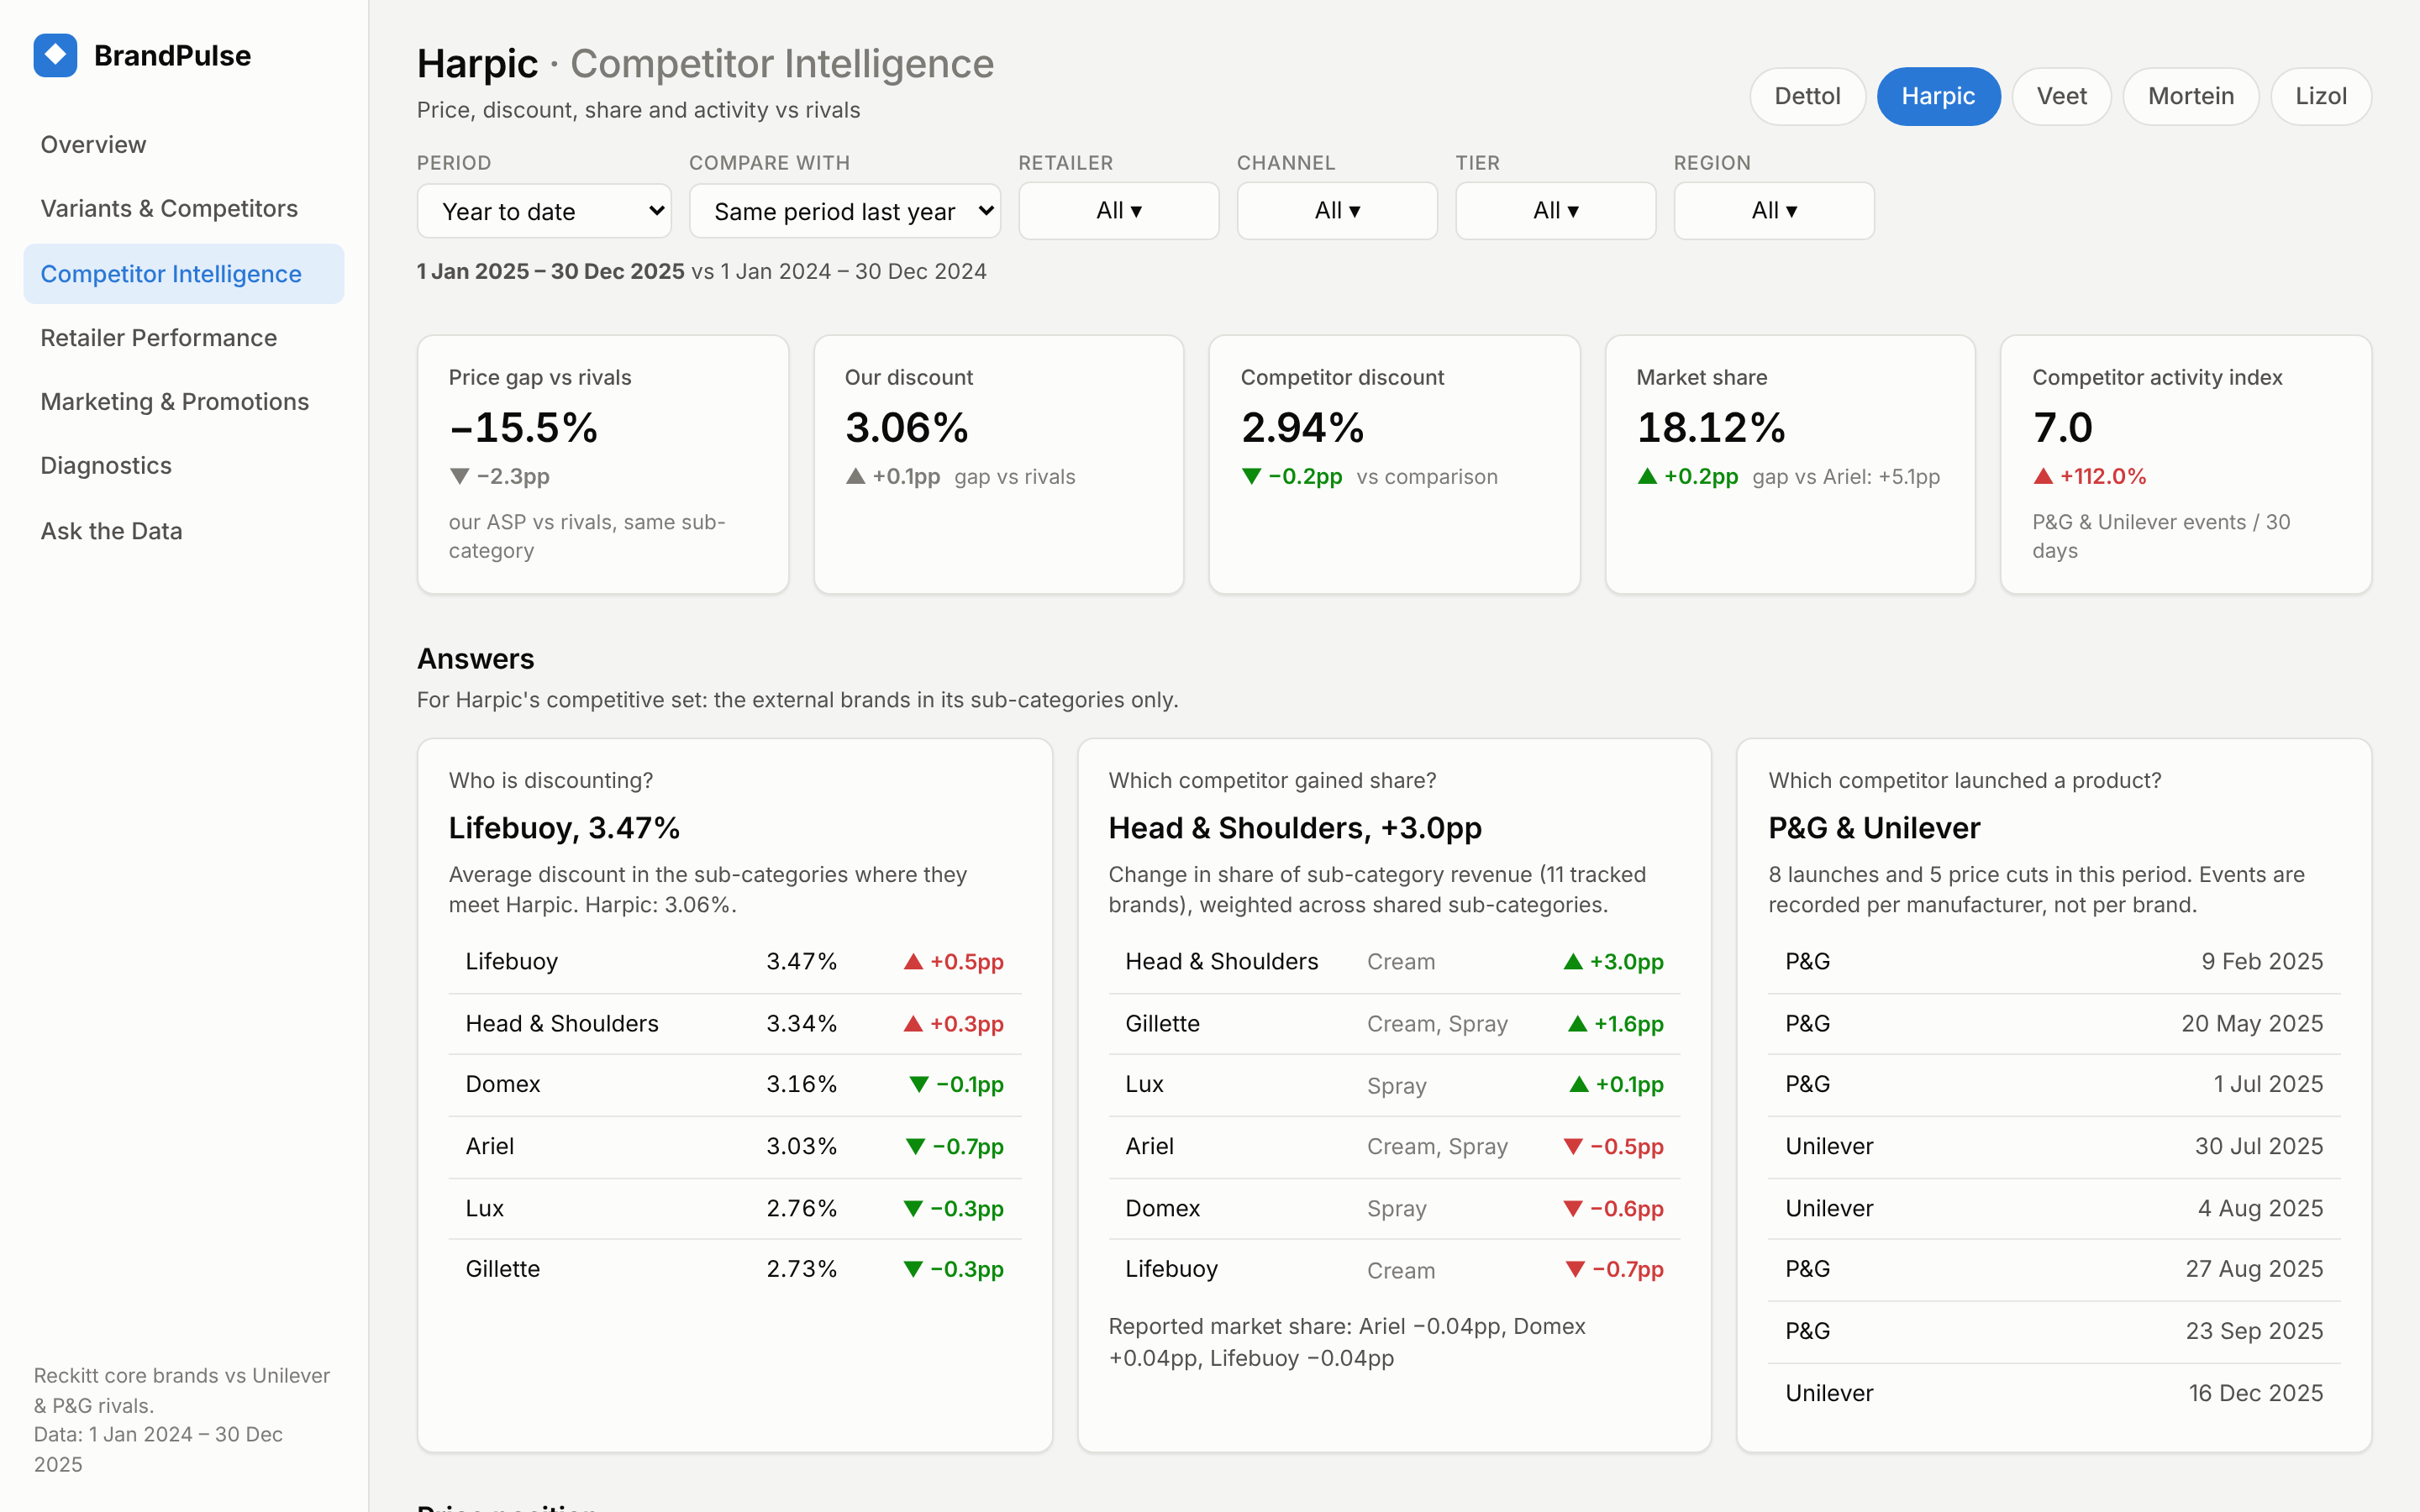 BrandPulse
Overview
Variants & Competitors
Competitor Intelligence
Retailer Performance
Marketing & Promotions
Diagnostics
Ask the Data
Reckitt core brands vs Unilever
& P&G rivals.
Data: 1 Jan 2024 – 30 Dec
2025
Harpic · Competitor Intelligence
Price, discount, share and activity vs rivals
Dettol Harpic Veet Mortein Lizol
PERIOD COMPARE WITH RETAILER CHANNEL TIER REGION
Year to date Same period last year All ▾ All ▾ All ▾ All ▾
1 Jan 2025 – 30 Dec 2025 vs 1 Jan 2024 – 30 Dec 2024
Price gap vs rivals
−15.5%
▼ −2.3pp
our ASP vs rivals, same sub-
category
Our discount
3.06%
▲ +0.1pp gap vs rivals
Competitor discount
2.94%
▼ −0.2pp vs comparison
Market share
18.12%
▲ +0.2pp gap vs Ariel: +5.1pp
Competitor activity index
7.0
▲ +112.0%
P&G & Unilever events / 30
days
Answers
For Harpic's competitive set: the external brands in its sub-categories only.
Who is discounting?
Lifebuoy, 3.47%
Average discount in the sub-categories where they
meet Harpic. Harpic: 3.06%.
Lifebuoy 3.47% ▲ +0.5pp
Head & Shoulders 3.34% ▲ +0.3pp
Domex 3.16% ▼ −0.1pp
Ariel 3.03% ▼ −0.7pp
Lux 2.76% ▼ −0.3pp
Gillette 2.73% ▼ −0.3pp
Which competitor gained share?
Head & Shoulders, +3.0pp
Change in share of sub-category revenue (11 tracked
brands), weighted across shared sub-categories.
Head & Shoulders Cream ▲ +3.0pp
Gillette Cream, Spray ▲ +1.6pp
Lux Spray ▲ +0.1pp
Ariel Cream, Spray ▼ −0.5pp
Domex Spray ▼ −0.6pp
Lifebuoy Cream ▼ −0.7pp
Reported market share: Ariel −0.04pp, Domex
+0.04pp, Lifebuoy −0.04pp
Which competitor launched a product?
P&G & Unilever
8 launches and 5 price cuts in this period. Events are
recorded per manufacturer, not per brand.
P&G 9 Feb 2025
P&G 20 May 2025
P&G 1 Jul 2025
Unilever 30 Jul 2025
Unilever 4 Aug 2025
P&G 27 Aug 2025
P&G 23 Sep 2025
Unilever 16 Dec 2025